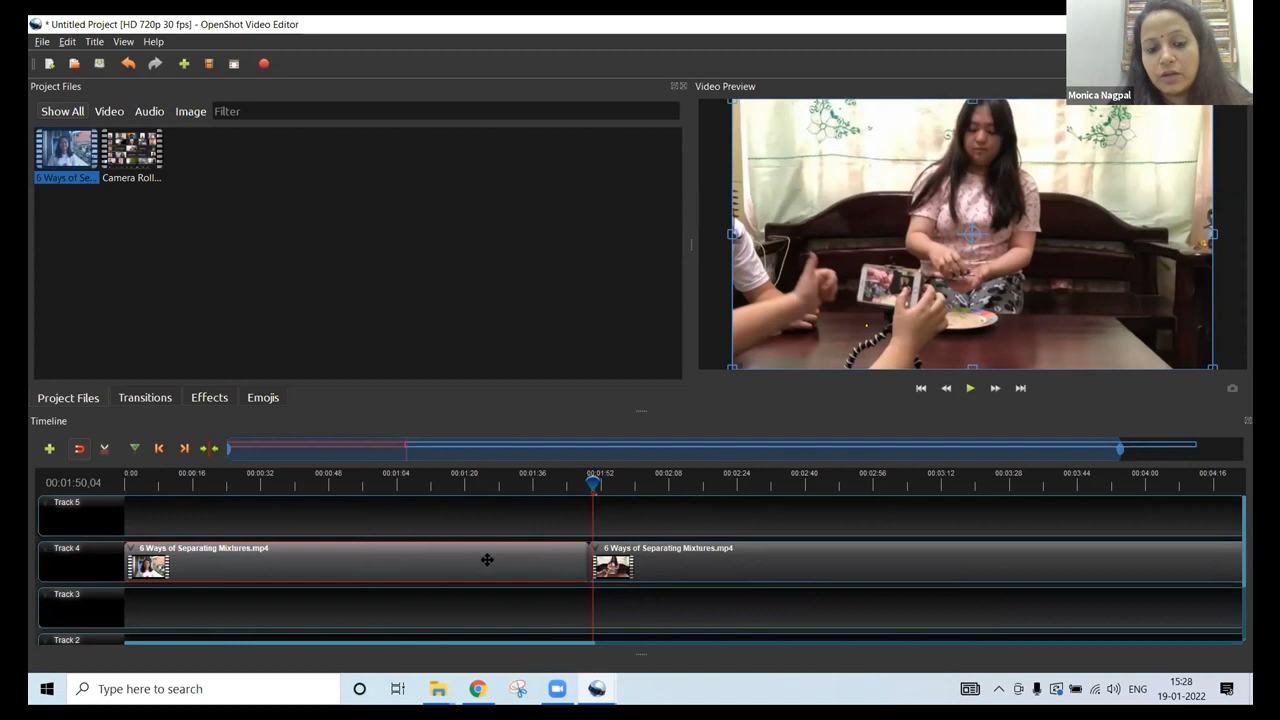 * Untitled Project [HD 720p 30 fps] - OpenShot Video Editor
File Edit Title View Help
Project Files
Video Preview
Monica Nagpal
Show All Video Audio Image Filter
6 Ways of Se... Camera Roll...
Project Files Transitions Effects Emojis
Timeline
0:00 00:00:16 00:00:32 00:00:48 00:01:04 00:01:20 00:01:36 00:01:52 00:02:08 00:02:24 00:02:40 00:02:56 00:03:12 00:03:28 00:03:44 00:04:00 00:04:16
00:01:50,04
Track 5
Track 4
6 Ways of Separating Mixtures.mp4 6 Ways of Separating Mixtures.mp4
Track 3
Track 2
Type here to search
ENG
15:28
19-01-2022